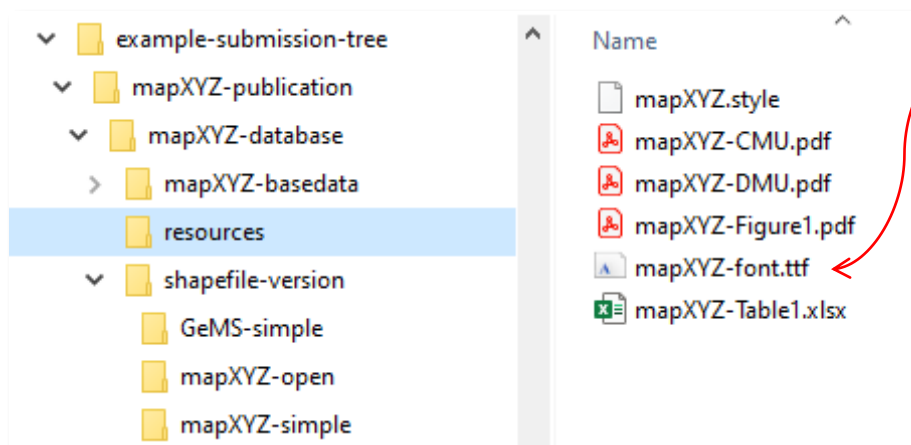 example-submission-tree
mapXYZ-publication
mapXYZ-database
mapXYZ-basedata
resources
shapefile-version
GeMS-simple
mapXYZ-open
mapXYZ-simple
Name
mapXYZ.style
mapXYZ-CMU.pdf
mapXYZ-DMU.pdf
mapXYZ-Figure1.pdf
mapXYZ-font.ttf
mapXYZ-Table1.xlsx